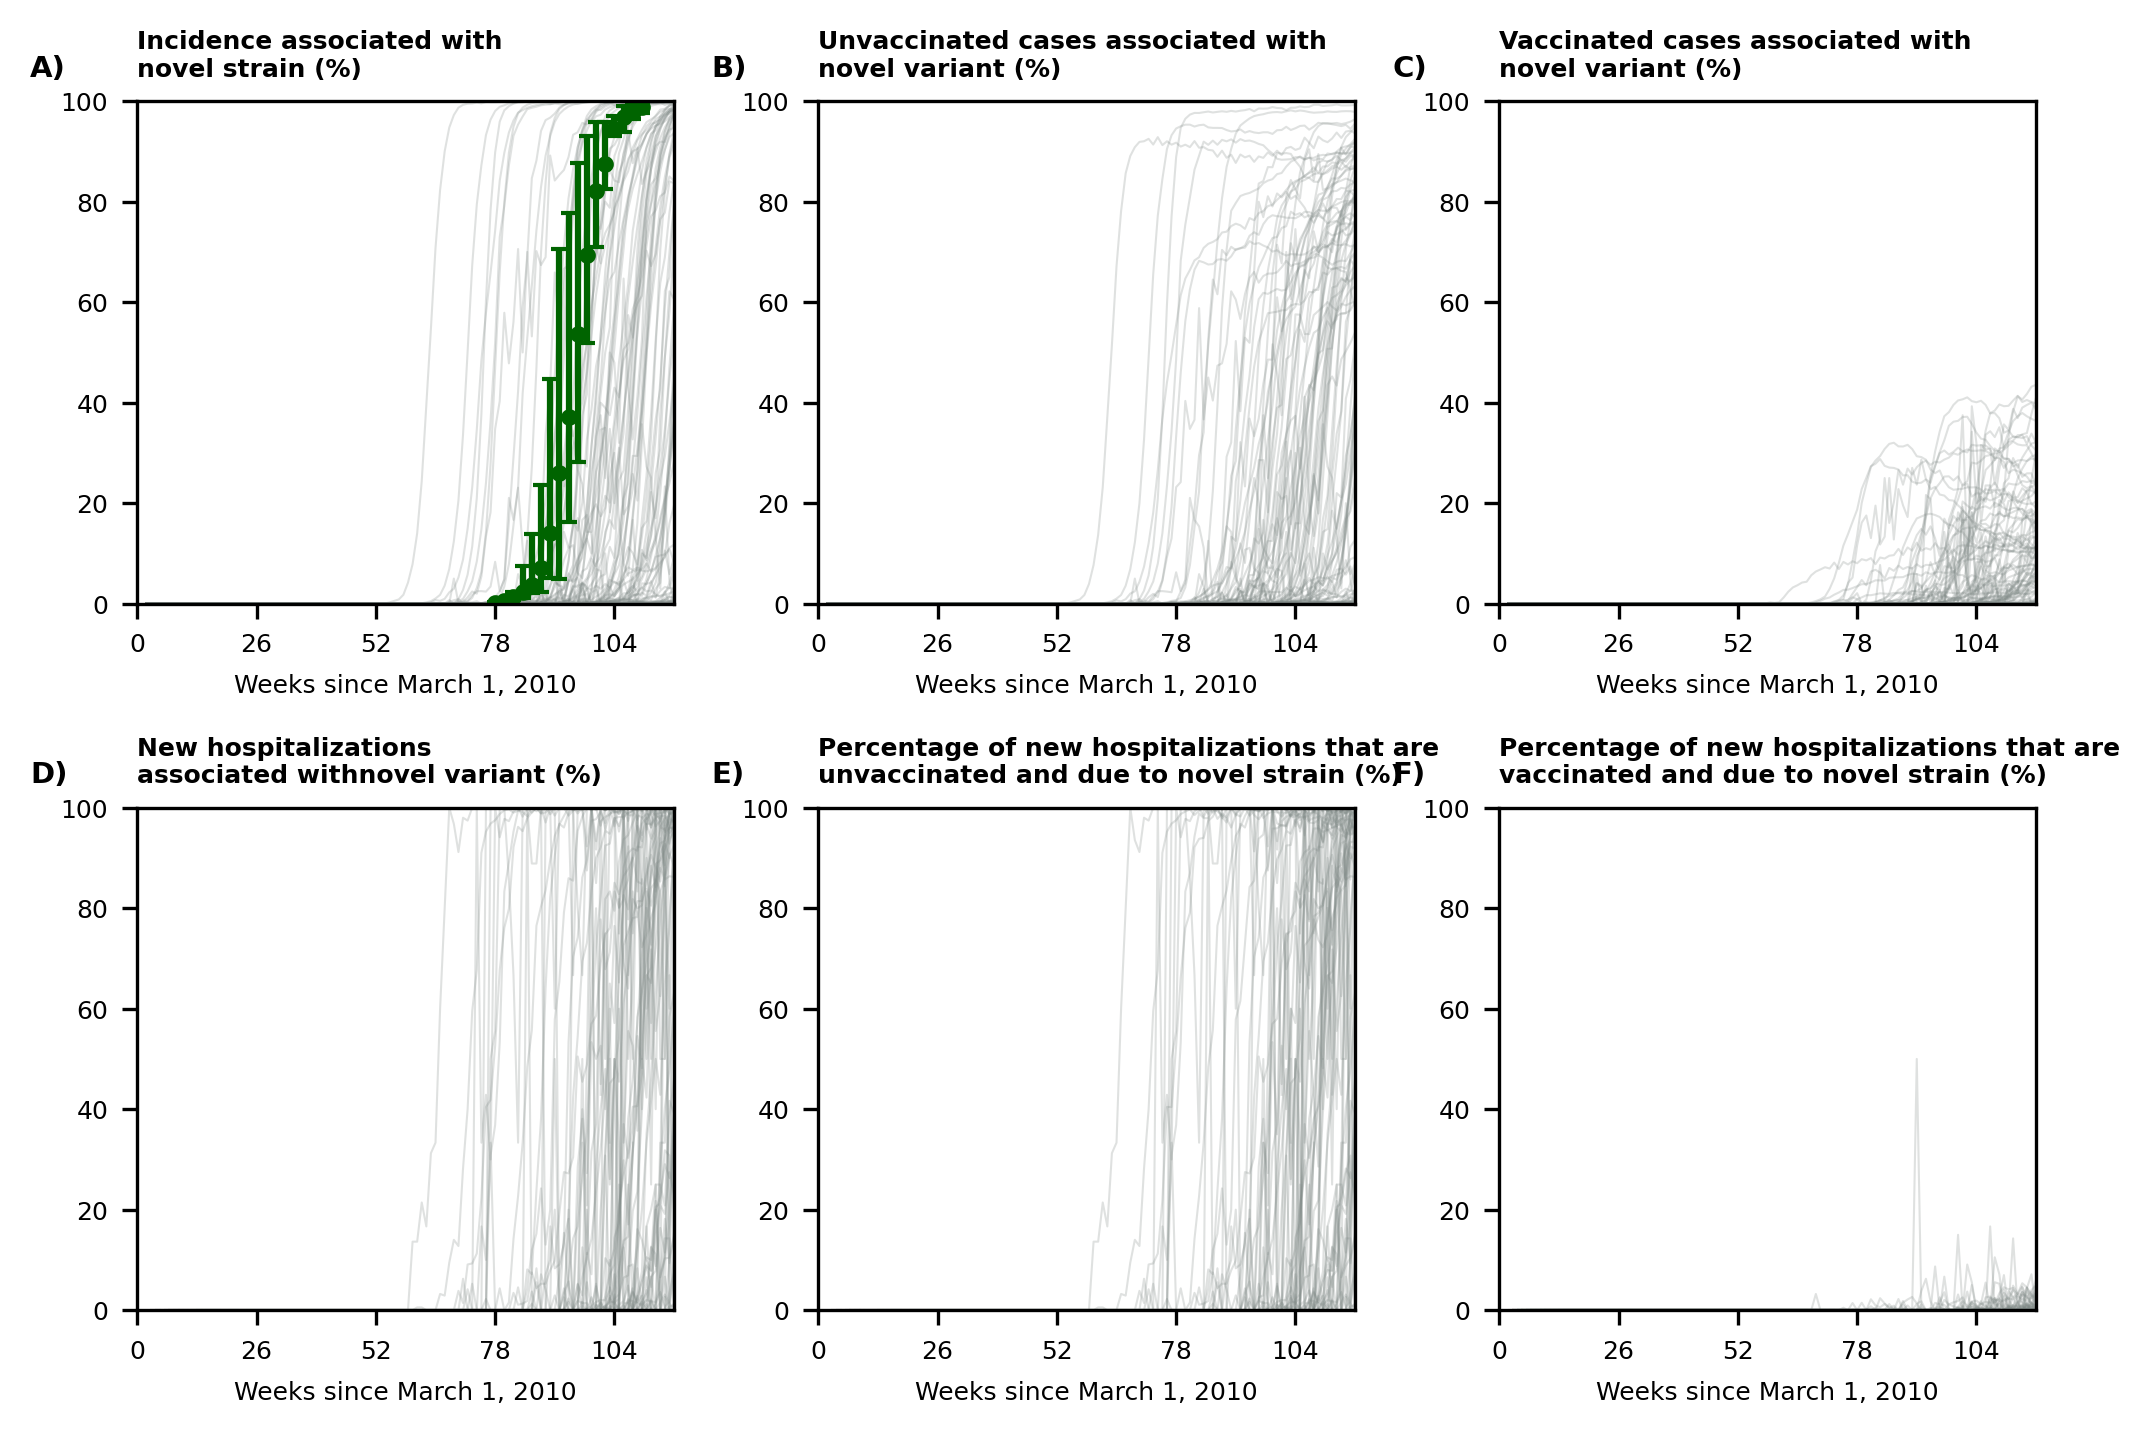 A)
Incidence associated with
novel strain (%)
100
80
60
40
20
0
0 26 52 78 104
Weeks since March 1, 2010
B)
Unvaccinated cases associated with
novel variant (%)
100
80
60
40
20
0
0 26 52 78 104
Weeks since March 1, 2010
C)
Vaccinated cases associated with
novel variant (%)
100
80
60
40
20
0
0 26 52 78 104
Weeks since March 1, 2010
D)
New hospitalizations
associated withnovel variant (%)
100
80
60
40
20
0
0 26 52 78 104
Weeks since March 1, 2010
E)
Percentage of new hospitalizations that are
unvaccinated and due to novel strain (%)
100
80
60
40
20
0
0 26 52 78 104
Weeks since March 1, 2010
F)
Percentage of new hospitalizations that are
vaccinated and due to novel strain (%)
100
80
60
40
20
0
0 26 52 78 104
Weeks since March 1, 2010